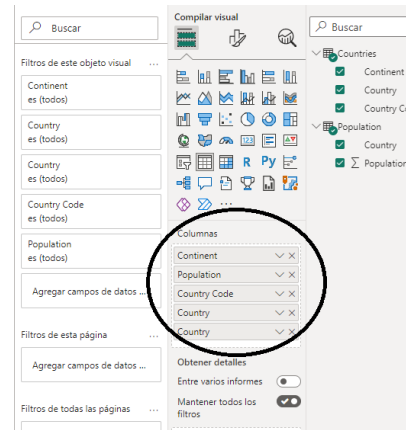 Buscar
Filtros de este objeto visual ...
Continent
es (todos)
Country
es (todos)
Country
es (todos)
Country Code
es (todos)
Population
es (todos)
Agregar campos de datos ...
Filtros de esta página ...
Agregar campos de datos ...
Filtros de todas las páginas ...
Compilar visual
123
R Py
...
Columnas
Continent
Population
Country Code
Country
Country
Obtener detalles
Entre varios informes
Mantener todos los
filtros
Buscar
Countries
Continent
Country
Country Co
Population
Country
∑ Population